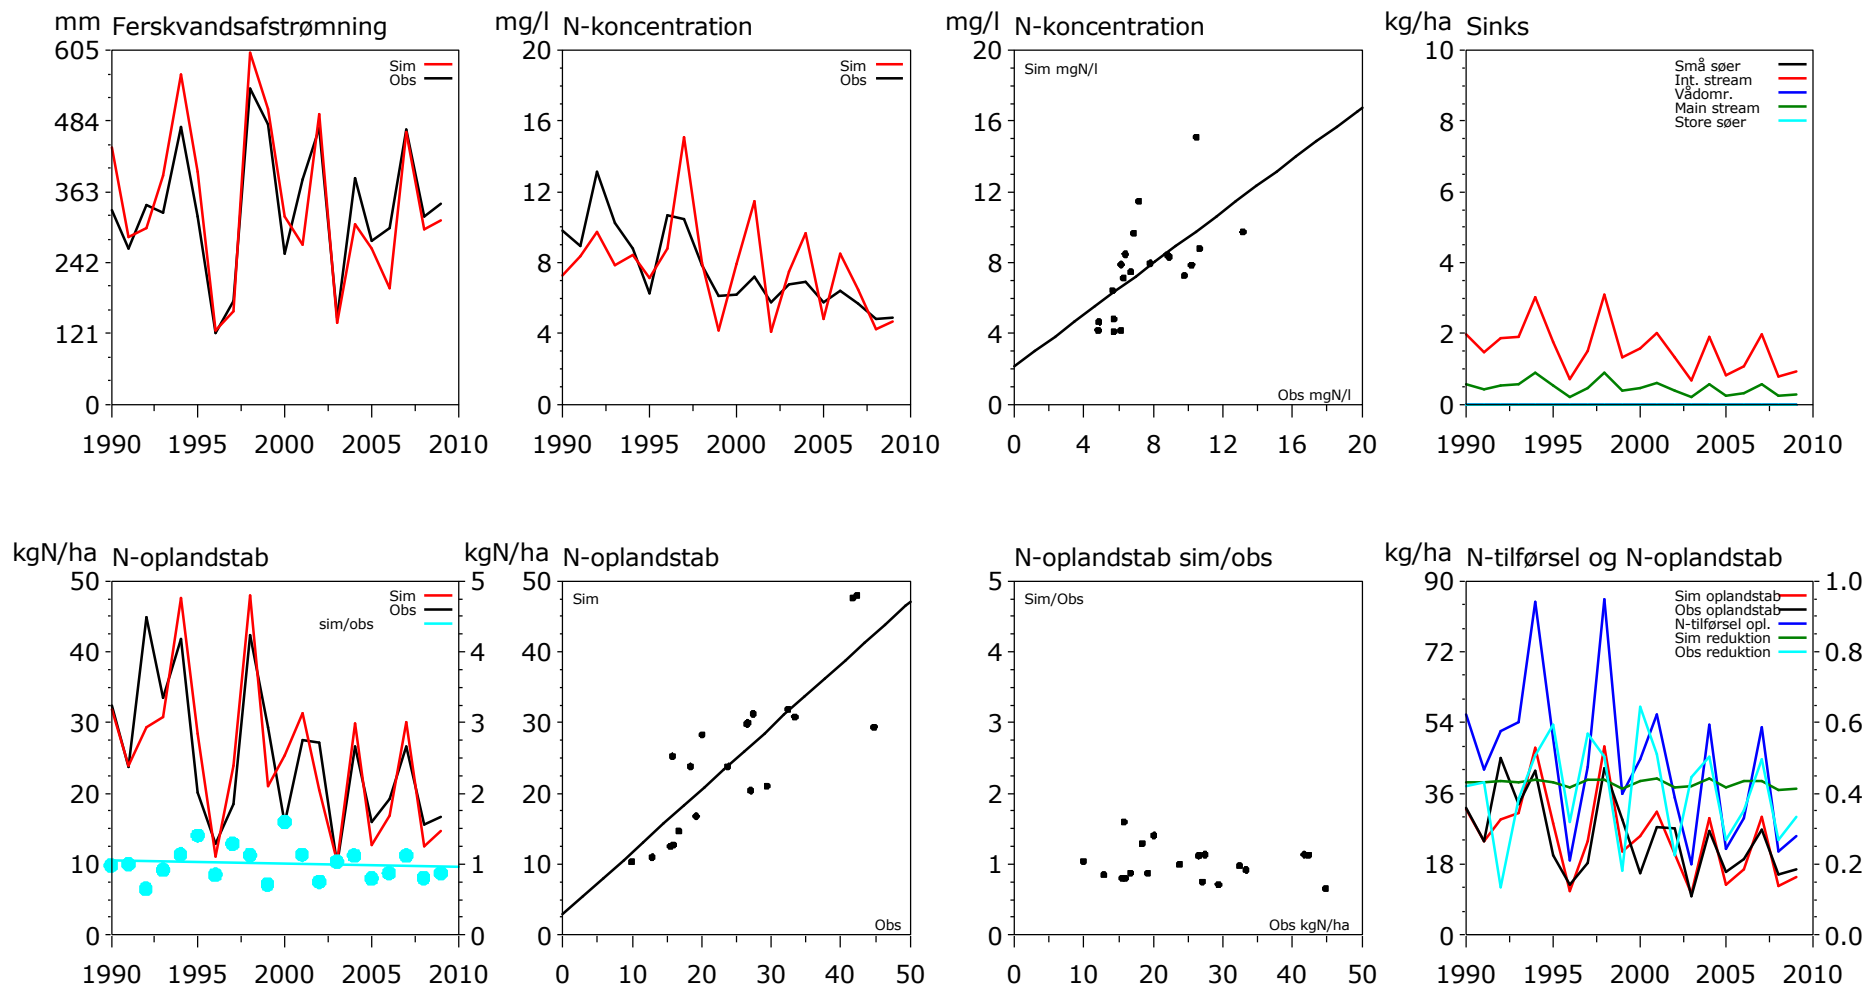 mm Ferskvandsafstrømning
605
484
363
242
121
0
Sim
Obs
1990 1995 2000 2005 2010
mg/l N-koncentration
20
16
12
8
4
0
Sim
Obs
1990 1995 2000 2005 2010
mg/l N-koncentration
20
16
12
8
4
0
Sim mgN/l
Obs mgN/l
0 4 8 12 16 20
kg/ha Sinks
10
8
6
4
2
0
Små søer
Int. stream
Vådomr.
Main stream
Store søer
1990 1995 2000 2005 2010
kgN/ha N-oplandstab
50
40
30
20
10
0
Sim
Obs
sim/obs
5
4
3
2
1
0
1990 1995 2000 2005 2010
kgN/ha N-oplandstab
50
40
30
20
10
0
Sim
Obs
0 10 20 30 40 50
N-oplandstab sim/obs
5
4
3
2
1
0
Sim/Obs
Obs kgN/ha
0 10 20 30 40 50
kg/ha N-tilførsel og N-oplandstab
90
72
54
36
18
0
Sim oplandstab
Obs oplandstab
N-tilførsel opl.
Sim reduktion
Obs reduktion
1.0
0.8
0.6
0.4
0.2
0.0
1990 1995 2000 2005 2010